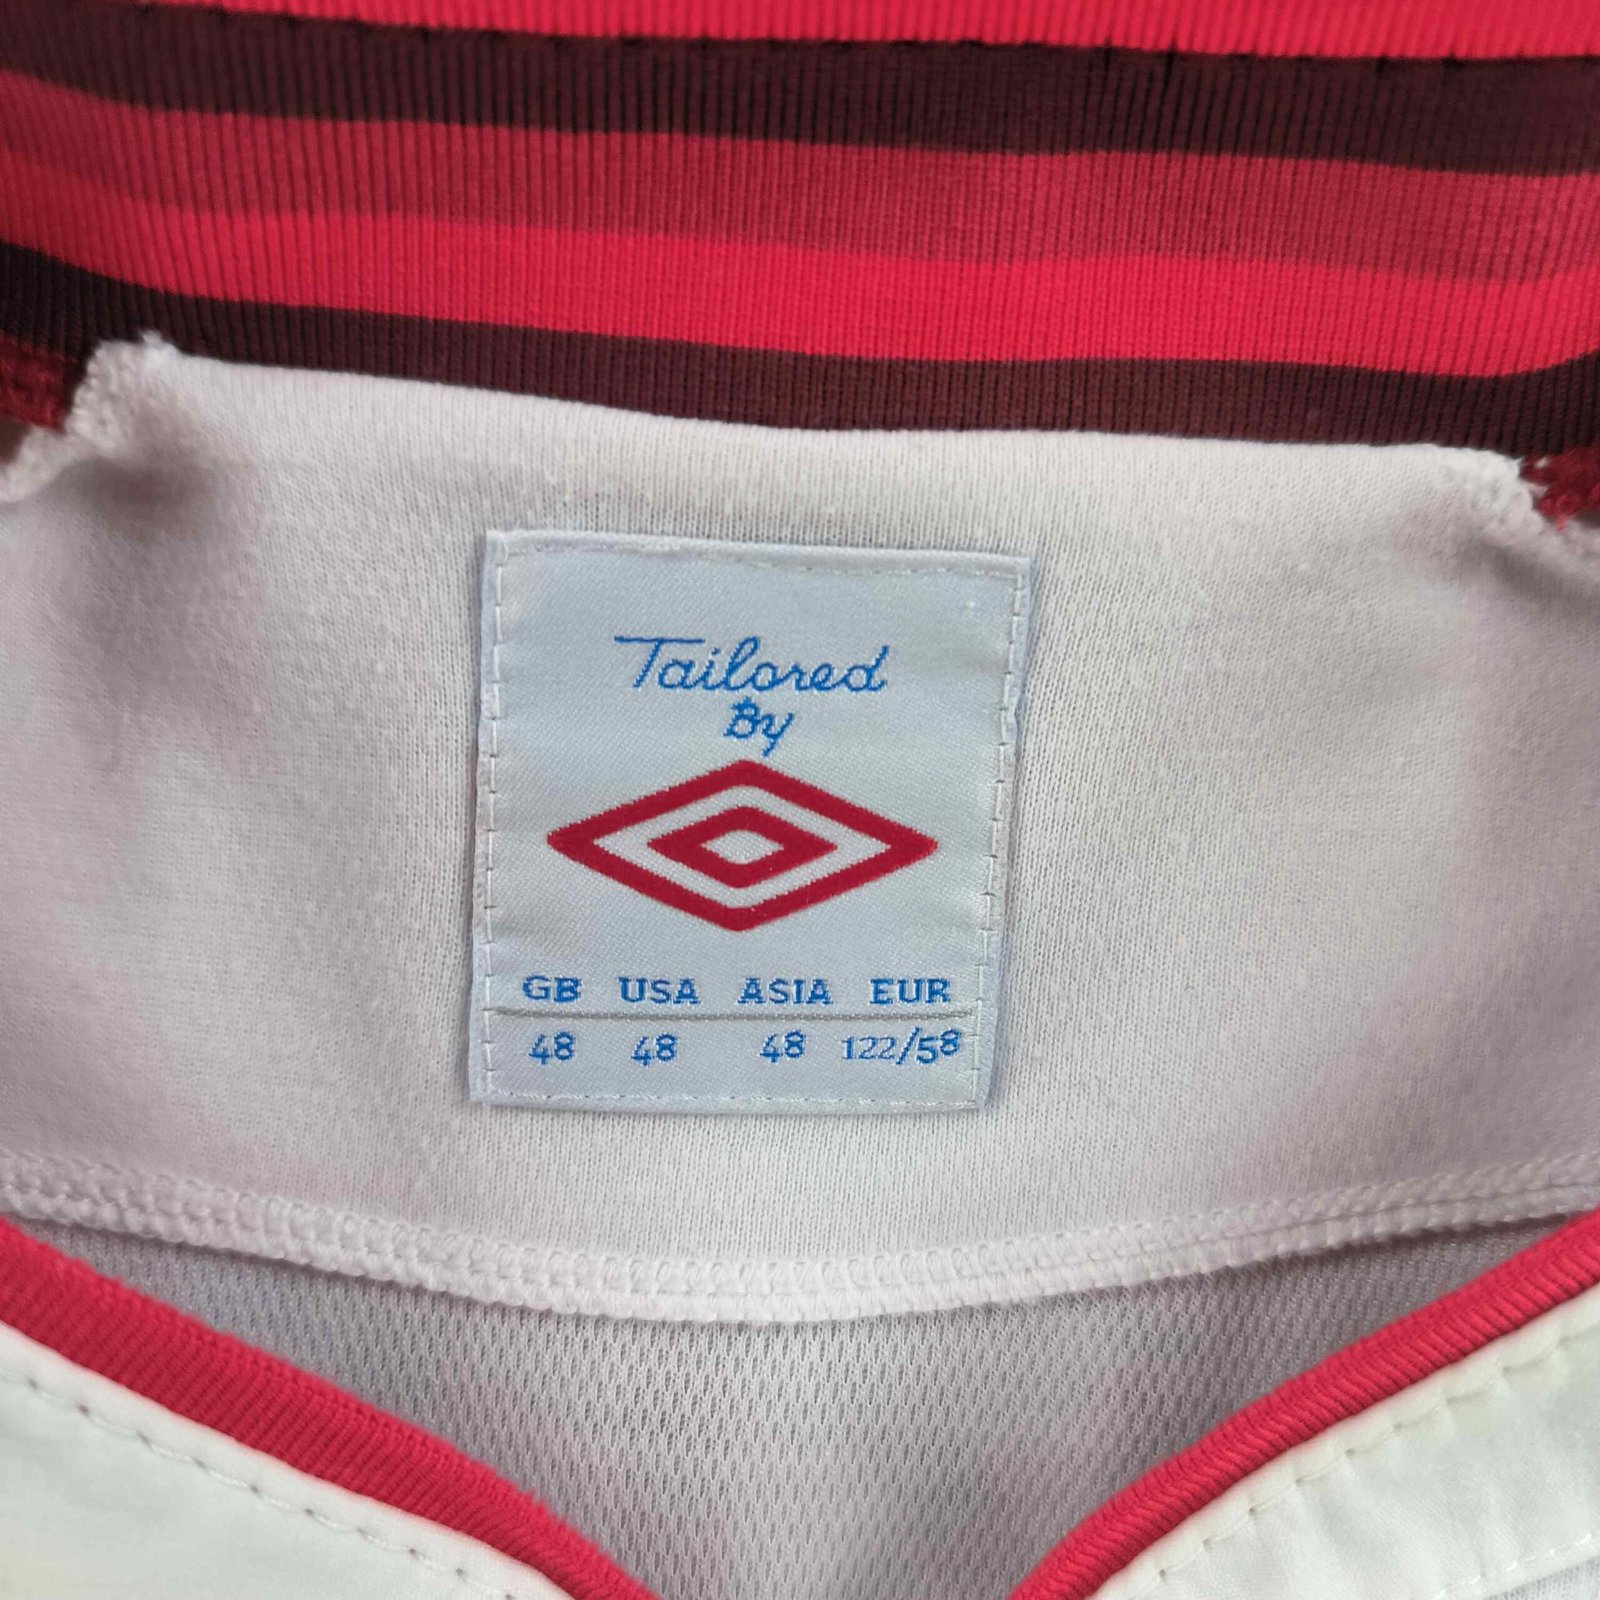 Tailored
By
GB USA ASIA EUR
48 48 48 122/58